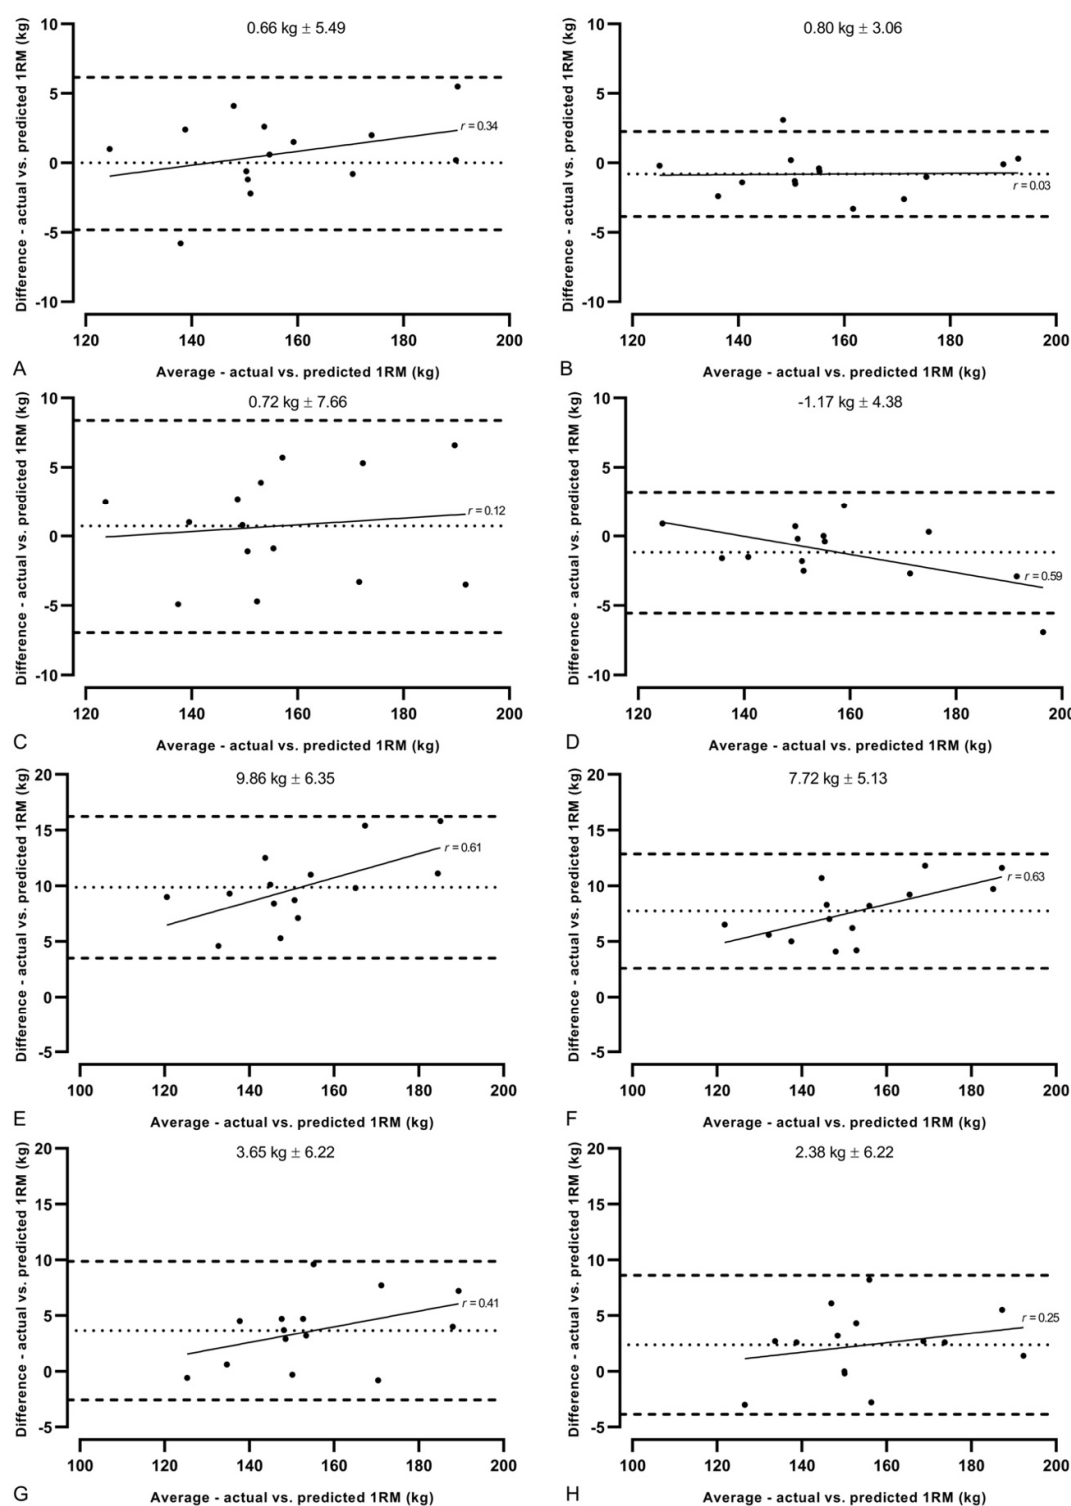 0.66 kg ± 5.49
Difference - actual vs. predicted 1RM (kg)
10
5
0
-5
-10
r = 0.34
120 140 160 180 200
A Average - actual vs. predicted 1RM (kg)
0.80 kg ± 3.06
Difference - actual vs. predicted 1RM (kg)
10
5
0
-5
-10
r = 0.03
120 140 160 180 200
B Average - actual vs. predicted 1RM (kg)
0.72 kg ± 7.66
Difference - actual vs. predicted 1RM (kg)
10
5
0
-5
-10
r = 0.12
120 140 160 180 200
C Average - actual vs. predicted 1RM (kg)
-1.17 kg ± 4.38
Difference - actual vs. predicted 1RM (kg)
10
5
0
-5
-10
r = 0.59
120 140 160 180 200
D Average - actual vs. predicted 1RM (kg)
9.86 kg ± 6.35
Difference - actual vs. predicted 1RM (kg)
20
15
10
5
0
-5
r = 0.61
100 120 140 160 180 200
E Average - actual vs. predicted 1RM (kg)
7.72 kg ± 5.13
Difference - actual vs. predicted 1RM (kg)
20
15
10
5
0
-5
r = 0.63
100 120 140 160 180 200
F Average - actual vs. predicted 1RM (kg)
3.65 kg ± 6.22
Difference - actual vs. predicted 1RM (kg)
20
15
10
5
0
-5
r = 0.41
100 120 140 160 180 200
G Average - actual vs. predicted 1RM (kg)
2.38 kg ± 6.22
Difference - actual vs. predicted 1RM (kg)
20
15
10
5
0
-5
r = 0.25
100 120 140 160 180 200
H Average - actual vs. predicted 1RM (kg)